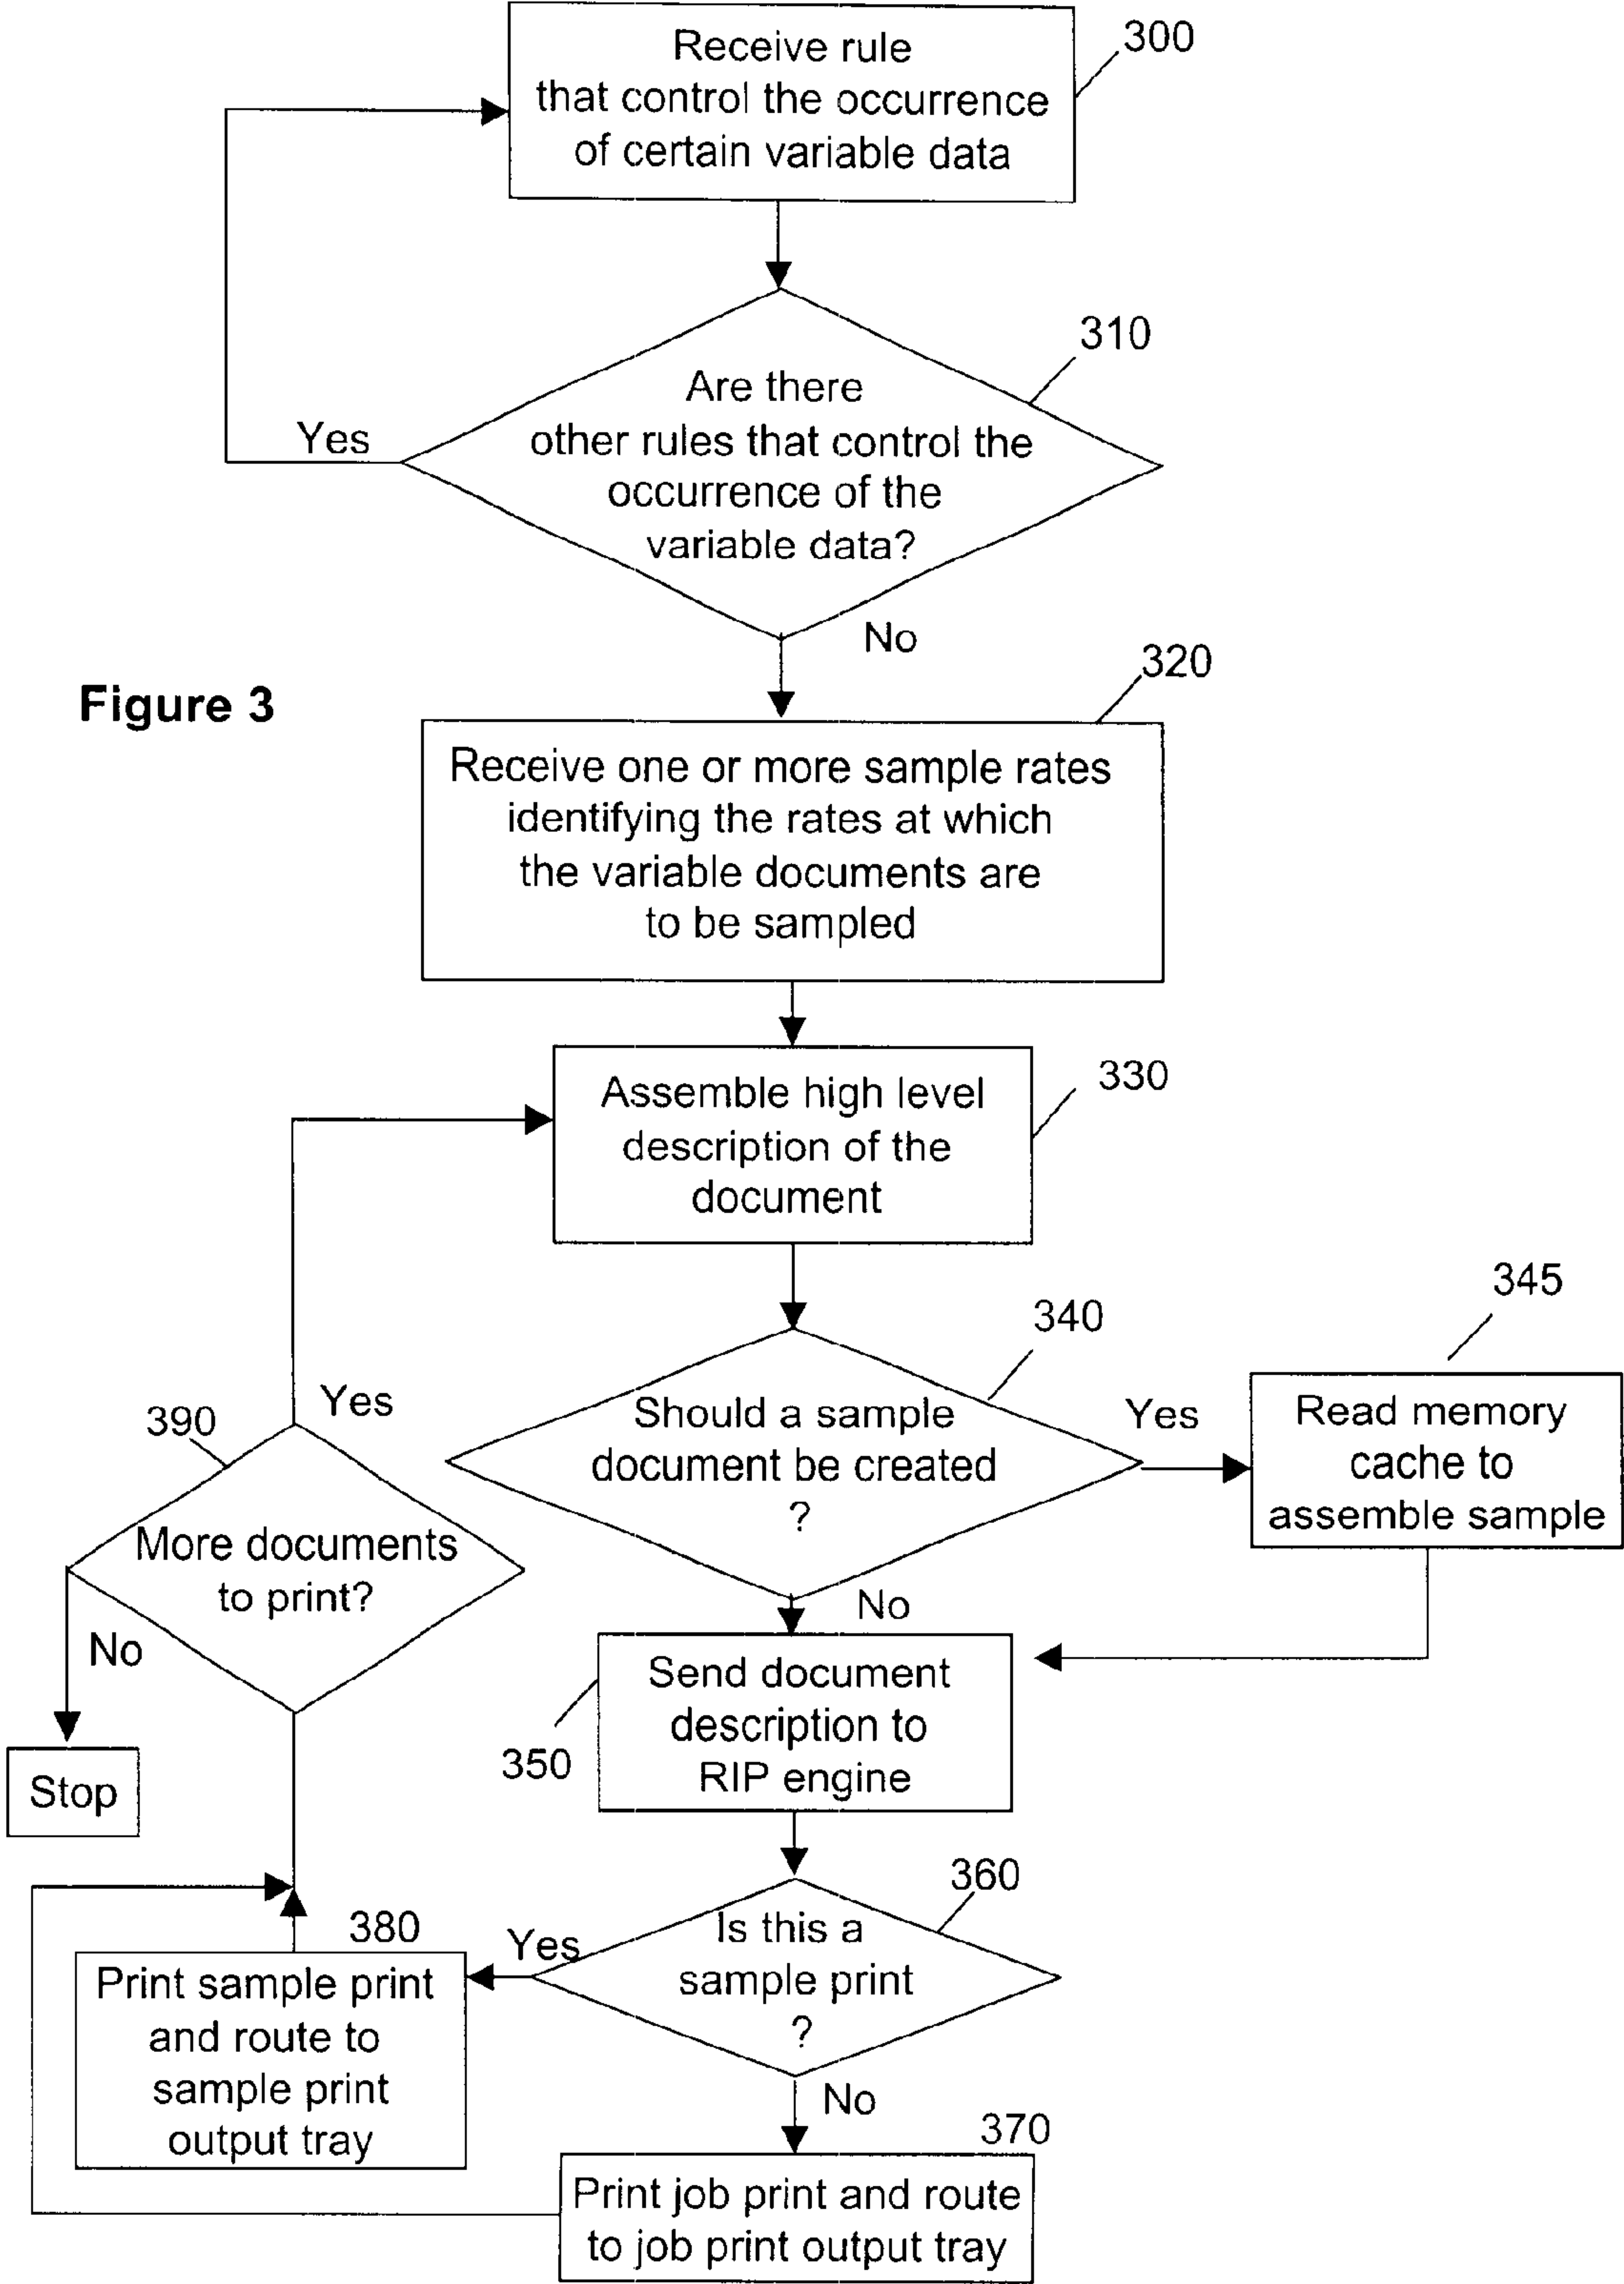 Receive rule
that control the occurrence
of certain variable data
300
310
Are there
other rules that control the
occurrence of the
variable data?
Yes
No
Figure 3
320
Receive one or more sample rates
identifying the rates at which
the variable documents are
to be sampled
330
Assemble high level
description of the
document
340
Should a sample
document be created
?
Yes
345
Read memory
cache to
assemble sample
No
390
Yes
More documents
to print?
No
Stop
350
Send document
description to
RIP engine
360
Is this a
sample print
?
Yes
380
Print sample print
and route to
sample print
output tray
No
370
Print job print and route
to job print output tray